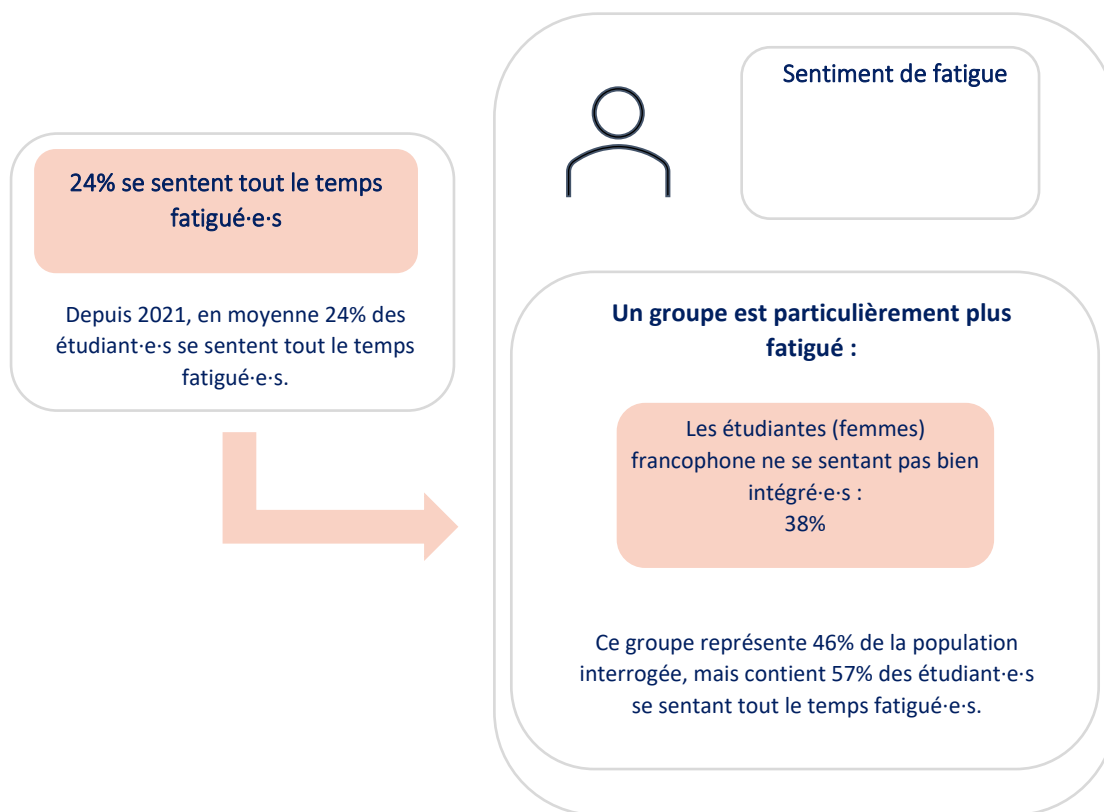 24% se sentent tout le temps
fatigué·e·s
Depuis 2021, en moyenne 24% des
étudiant·e·s se sentent tout le temps
fatigué·e·s.
Sentiment de fatigue
Un groupe est particulièrement plus
fatigué :
Les étudiantes (femmes)
francophone ne se sentant pas bien
intégré·e·s :
38%
Ce groupe représente 46% de la population
interrogée, mais contient 57% des étudiant·e·s
se sentant tout le temps fatigué·e·s.